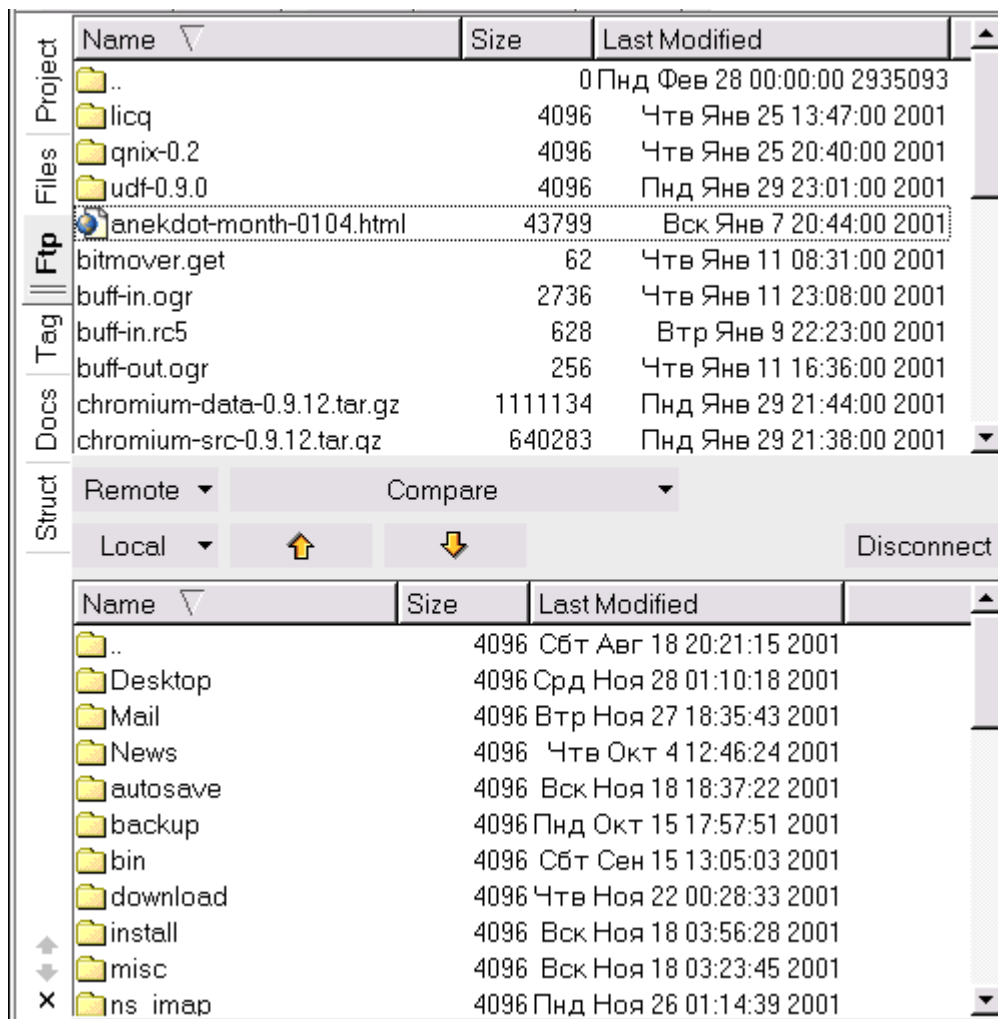 Project
Files
Ftp
Tag
Docs
Struct
Name Size Last Modified
.. 0 Пнд Фев 28 00:00:00 2935093
licq 4096 Чтв Янв 25 13:47:00 2001
qnix-0.2 4096 Чтв Янв 25 20:40:00 2001
udf-0.9.0 4096 Пнд Янв 29 23:01:00 2001
anekdot-month-0104.html 43799 Вск Янв 7 20:44:00 2001
bitmover.get 62 Чтв Янв 11 08:31:00 2001
buff-in.ogr 2736 Чтв Янв 11 23:08:00 2001
buff-in.rc5 628 Втр Янв 9 22:23:00 2001
buff-out.ogr 256 Чтв Янв 11 16:36:00 2001
chromium-data-0.9.12.tar.gz 1111134 Пнд Янв 29 21:44:00 2001
chromium-src-0.9.12.tar.gz 640283 Пнд Янв 29 21:38:00 2001
Remote Compare
Local Disconnect
Name Size Last Modified
.. 4096 Сбт Авг 18 20:21:15 2001
Desktop 4096 Срд Ноя 28 01:10:18 2001
Mail 4096 Втр Ноя 27 18:35:43 2001
News 4096 Чтв Окт 4 12:46:24 2001
autosave 4096 Вск Ноя 18 18:37:22 2001
backup 4096 Пнд Окт 15 17:57:51 2001
bin 4096 Сбт Сен 15 13:05:03 2001
download 4096 Чтв Ноя 22 00:28:33 2001
install 4096 Вск Ноя 18 03:56:28 2001
misc 4096 Вск Ноя 18 03:23:45 2001
ns_imap 4096 Пнд Ноя 26 01:14:39 2001